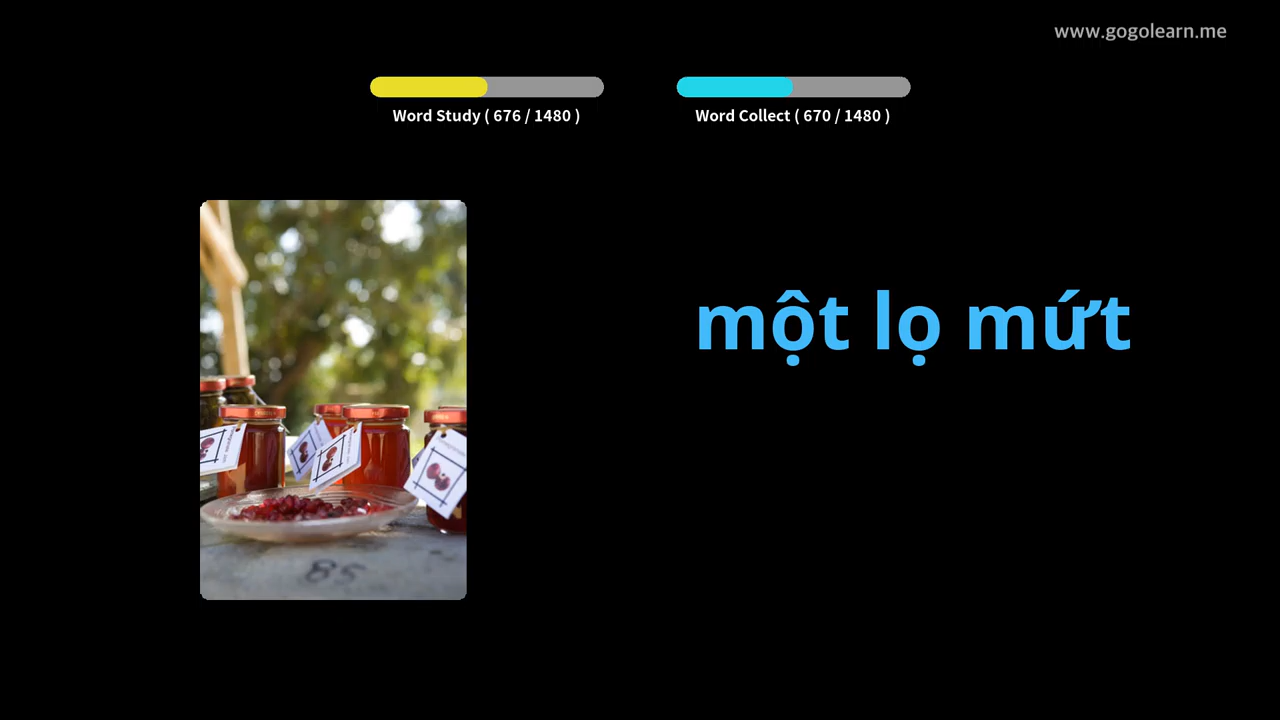 www.gogolearn.me
Word Study ( 676 / 1480 )
Word Collect ( 670 / 1480 )
một lọ mứt
85